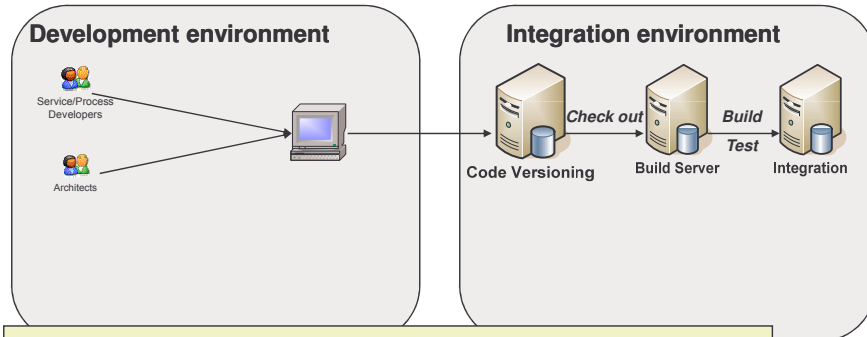 Development environment
Service/Process
Developers
Architects
Integration environment
Check out
Build
Test
Code Versioning
Build Server
Integration